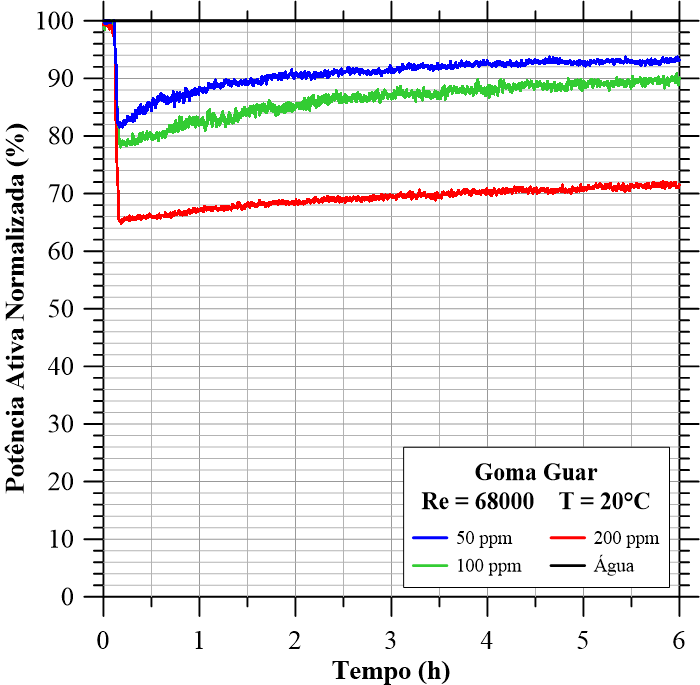 Potência Ativa Normalizada (%)
100
90
80
70
60
50
40
30
20
10
0
Goma Guar
Re = 68000 T = 20°C
50 ppm 200 ppm
100 ppm Água
0 1 2 3 4 5 6
Tempo (h)